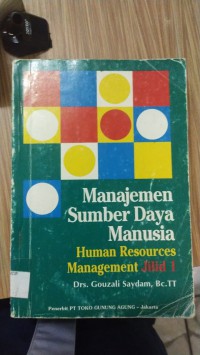 Manajemen
Sumber Daya
Manusia
Human Resources
Management Jilid 1
Drs. Gouzali Saydam, Bc.TT
Penerbit PT TOKO GUNUNG AGUNG – Jakarta